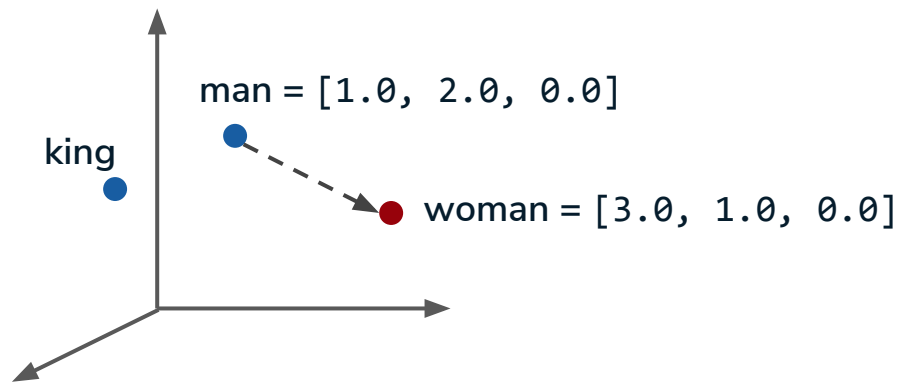 man = [1.0, 2.0, 0.0]
king
woman = [3.0, 1.0, 0.0]